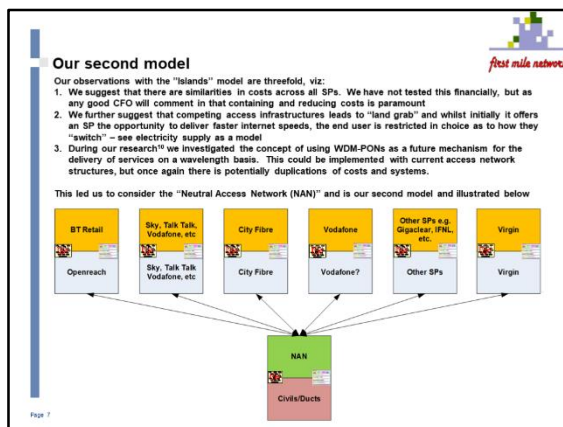 Our second model
first mile network
Our observations with the "Islands" model are threefold, viz:
1. We suggest that there are similarities in costs across all SPs. We have not tested this financially, but as
any good CFO will comment in that containing and reducing costs is paramount
2. We further suggest that competing access infrastructures leads to "land grab" and whilst initially it offers
an SP the opportunity to deliver faster internet speeds, the end user is restricted in choice as to how they
"switch" – see electricity supply as a model
3. During our research¹⁰ we investigated the concept of using WDM-PONs as a future mechanism for the
delivery of services on a wavelength basis. This could be implemented with current access network
structures, but once again there is potentially duplications of costs and systems.
This led us to consider the "Neutral Access Network (NAN)" and is our second model and illustrated below
BT Retail
Openreach
Sky, Talk Talk,
Vodafone, etc
Sky, Talk Talk
Vodafone, etc
City Fibre
City Fibre
Vodafone
Vodafone?
Other SPs e.g.
Gigaclear, IFNL,
etc.
Other SPs
Virgin
Virgin
NAN
Civils/Ducts
Page 7